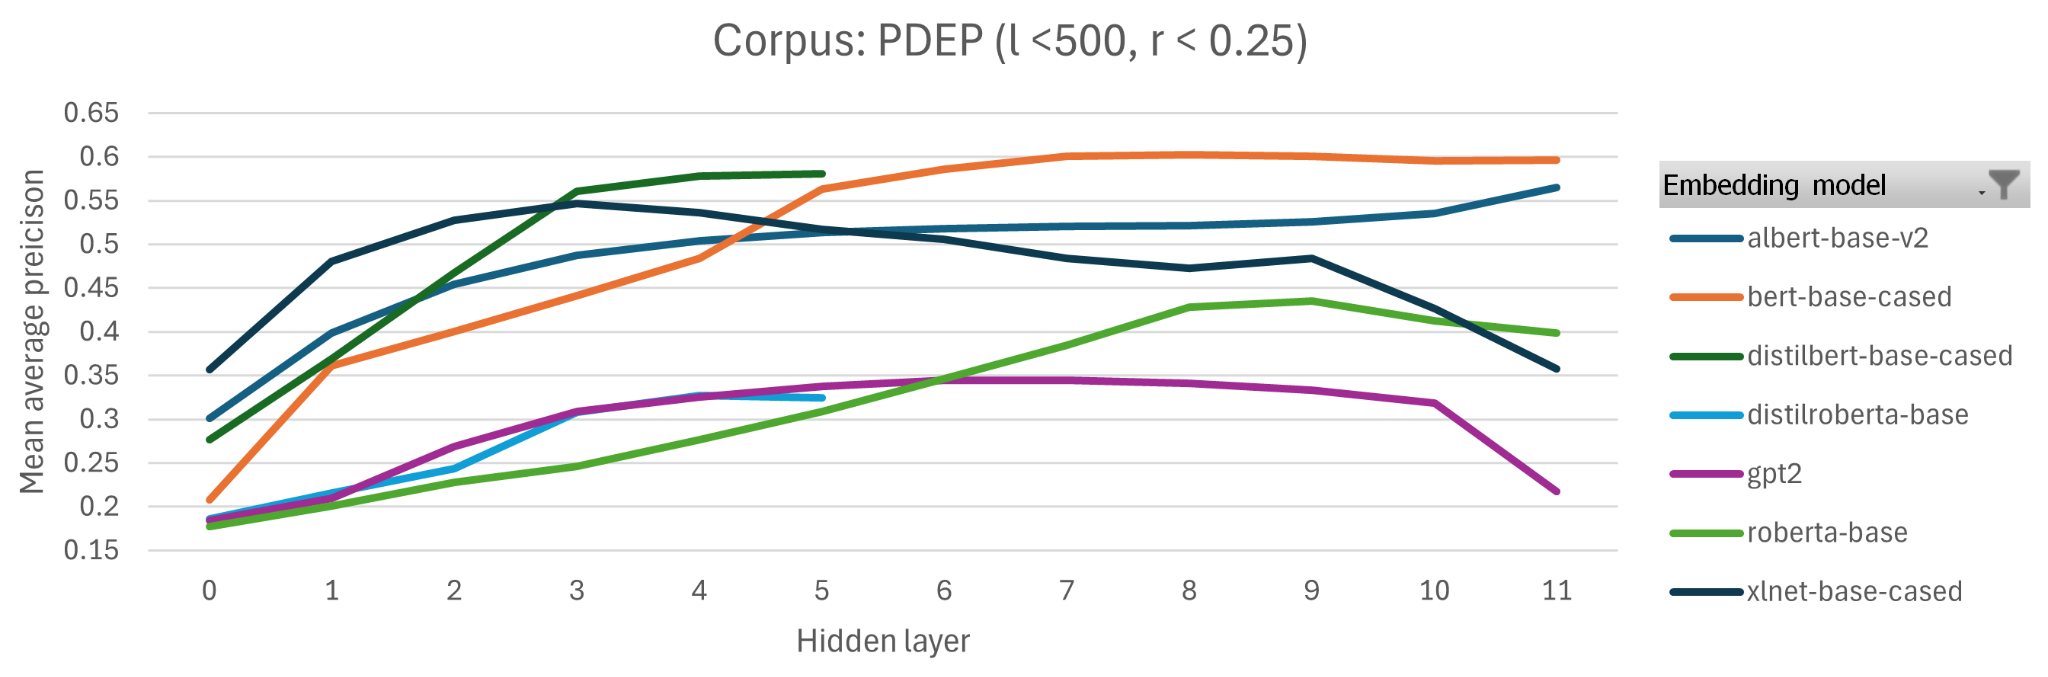 Corpus: PDEP (l <500, r < 0.25)
Mean average preicison
0.65
0.6
0.55
0.5
0.45
0.4
0.35
0.3
0.25
0.2
0.15
0 1 2 3 4 5 6 7 8 9 10 11
Hidden layer
Embedding model
albert-base-v2
bert-base-cased
distilbert-base-cased
distilroberta-base
gpt2
roberta-base
xlnet-base-cased